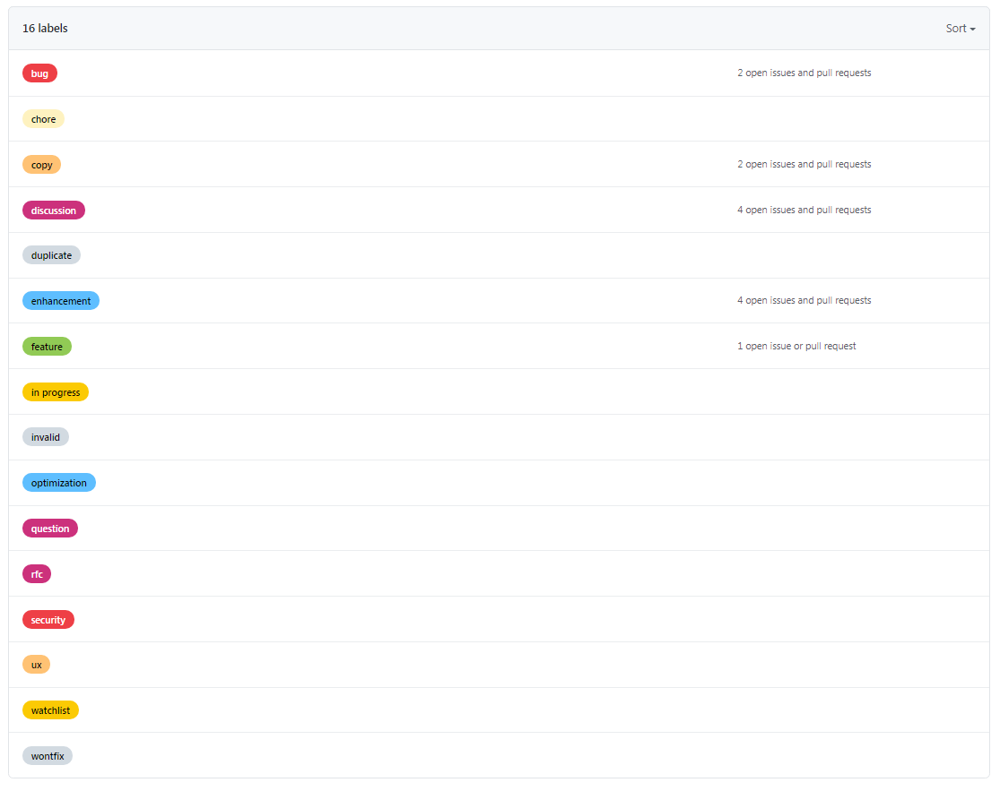 16 labels Sort
bug 2 open issues and pull requests
chore
copy 2 open issues and pull requests
discussion 4 open issues and pull requests
duplicate
enhancement 4 open issues and pull requests
feature 1 open issue or pull request
in progress
invalid
optimization
question
rfc
security
ux
watchlist
wontfix